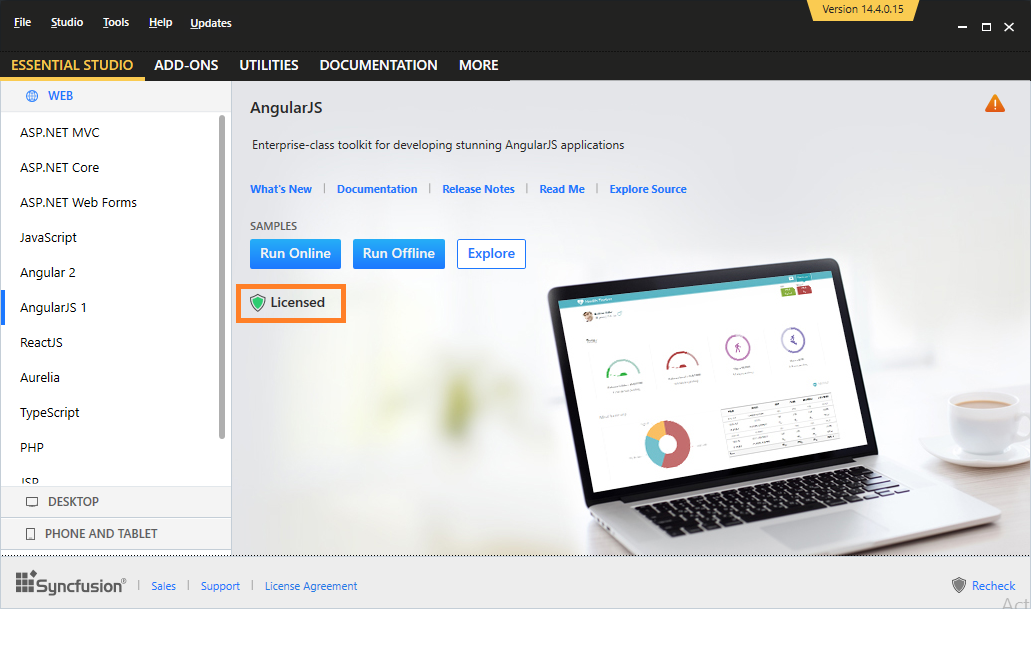 File Studio Tools Help Updates
Version 14.4.0.15
ESSENTIAL STUDIO ADD-ONS UTILITIES DOCUMENTATION MORE
WEB
ASP.NET MVC
ASP.NET Core
ASP.NET Web Forms
JavaScript
Angular 2
AngularJS 1
ReactJS
Aurelia
TypeScript
PHP
JSP
DESKTOP
PHONE AND TABLET
AngularJS
Enterprise-class toolkit for developing stunning AngularJS applications
What's New | Documentation | Release Notes | Read Me | Explore Source
SAMPLES
Run Online Run Offline Explore
Licensed
Syncfusion® | Sales | Support | License Agreement
Recheck
Act